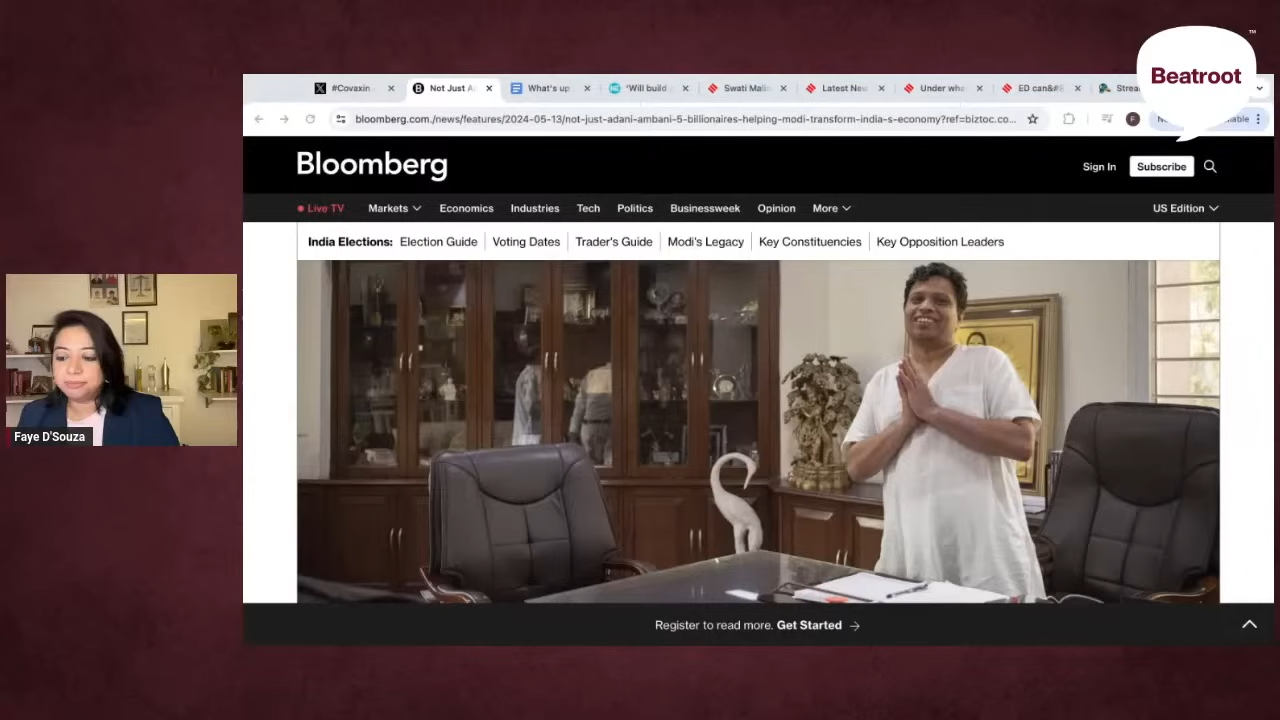 Beatroot
™
#Covaxin
Not Just A
What's up
'Will build
Swati Mali
Latest New
Under wha
ED can&#8
Strea
bloomberg.com./news/features/2024-05-13/not-just-adani-ambani-5-billionaires-helping-modi-transform-india-s-economy?ref=biztoc.co...
F
Bloomberg
Sign In
Subscribe
Live TV
Markets
Economics
Industries
Tech
Politics
Businessweek
Opinion
More
US Edition
India Elections: Election Guide
Voting Dates
Trader's Guide
Modi's Legacy
Key Constituencies
Key Opposition Leaders
Faye D'Souza
Register to read more. Get Started →